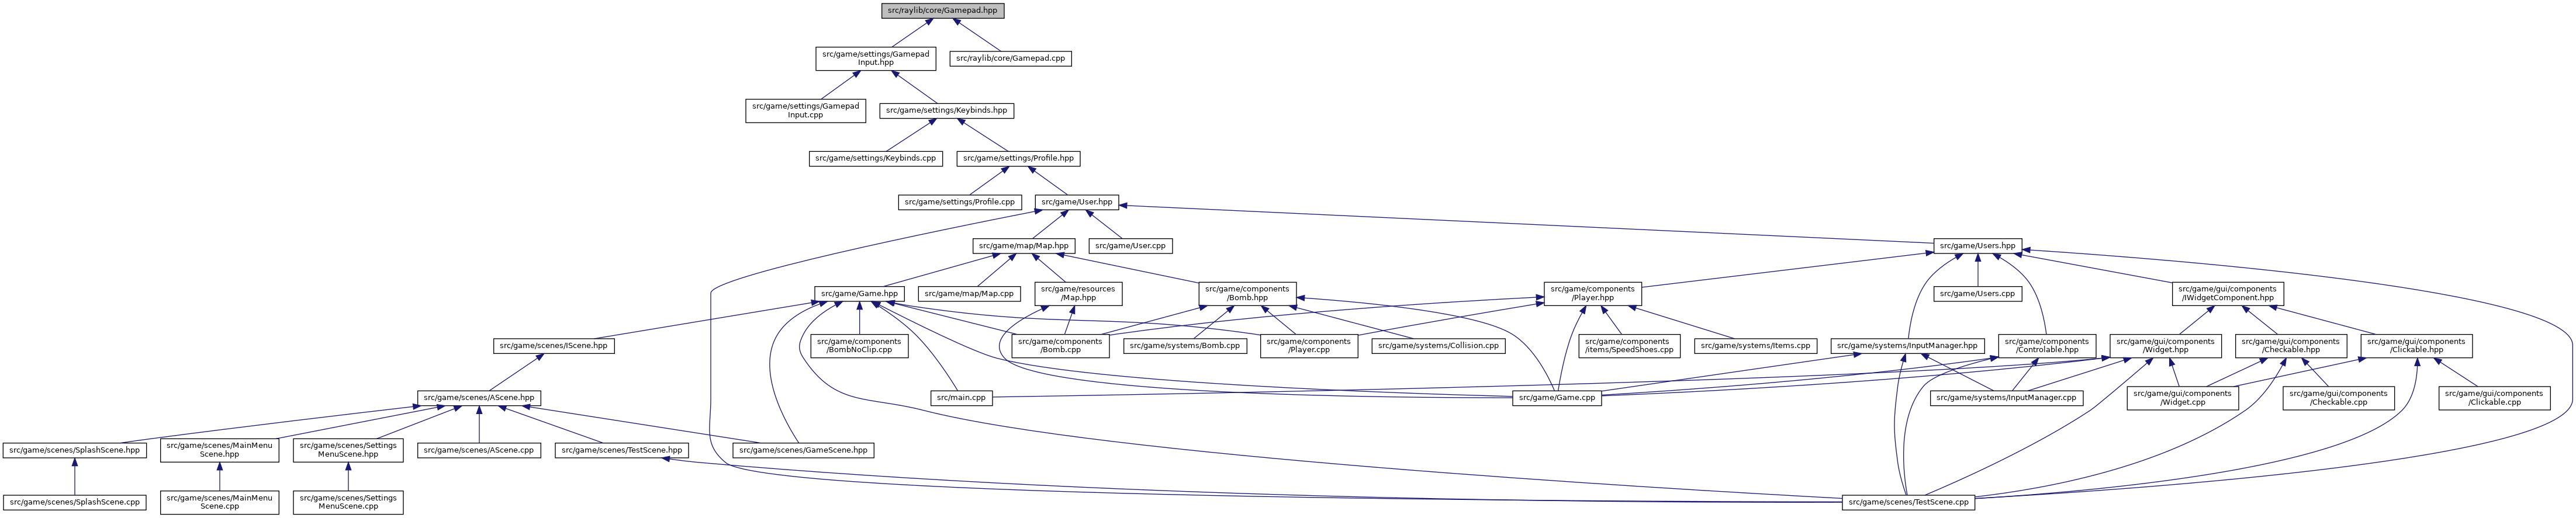 src/raylib/core/Gamepad.hpp
src/game/settings/Gamepad
Input.hpp
src/raylib/core/Gamepad.cpp
src/game/settings/Gamepad
Input.cpp
src/game/settings/Keybinds.hpp
src/game/settings/Keybinds.cpp
src/game/settings/Profile.hpp
src/game/settings/Profile.cpp
src/game/User.hpp
src/game/map/Map.hpp
src/game/User.cpp
src/game/Users.hpp
src/game/Game.hpp
src/game/map/Map.cpp
src/game/resources
/Map.hpp
src/game/components
/Bomb.hpp
src/game/components
/Player.hpp
src/game/Users.cpp
src/game/gui/components
/IWidgetComponent.hpp
src/game/scenes/IScene.hpp
src/game/components
/BombNoClip.cpp
src/game/components
/Bomb.cpp
src/game/systems/Bomb.cpp
src/game/components
/Player.cpp
src/game/systems/Collision.cpp
src/game/components
/items/SpeedShoes.cpp
src/game/systems/Items.cpp
src/game/systems/InputManager.hpp
src/game/components
/Controlable.hpp
src/game/gui/components
/Widget.hpp
src/game/gui/components
/Checkable.hpp
src/game/gui/components
/Clickable.hpp
src/game/scenes/AScene.hpp
src/main.cpp
src/game/Game.cpp
src/game/systems/InputManager.cpp
src/game/gui/components
/Widget.cpp
src/game/gui/components
/Checkable.cpp
src/game/gui/components
/Clickable.cpp
src/game/scenes/SplashScene.hpp
src/game/scenes/MainMenu
Scene.hpp
src/game/scenes/Settings
MenuScene.hpp
src/game/scenes/AScene.cpp
src/game/scenes/TestScene.hpp
src/game/scenes/GameScene.hpp
src/game/scenes/SplashScene.cpp
src/game/scenes/MainMenu
Scene.cpp
src/game/scenes/Settings
MenuScene.cpp
src/game/scenes/TestScene.cpp